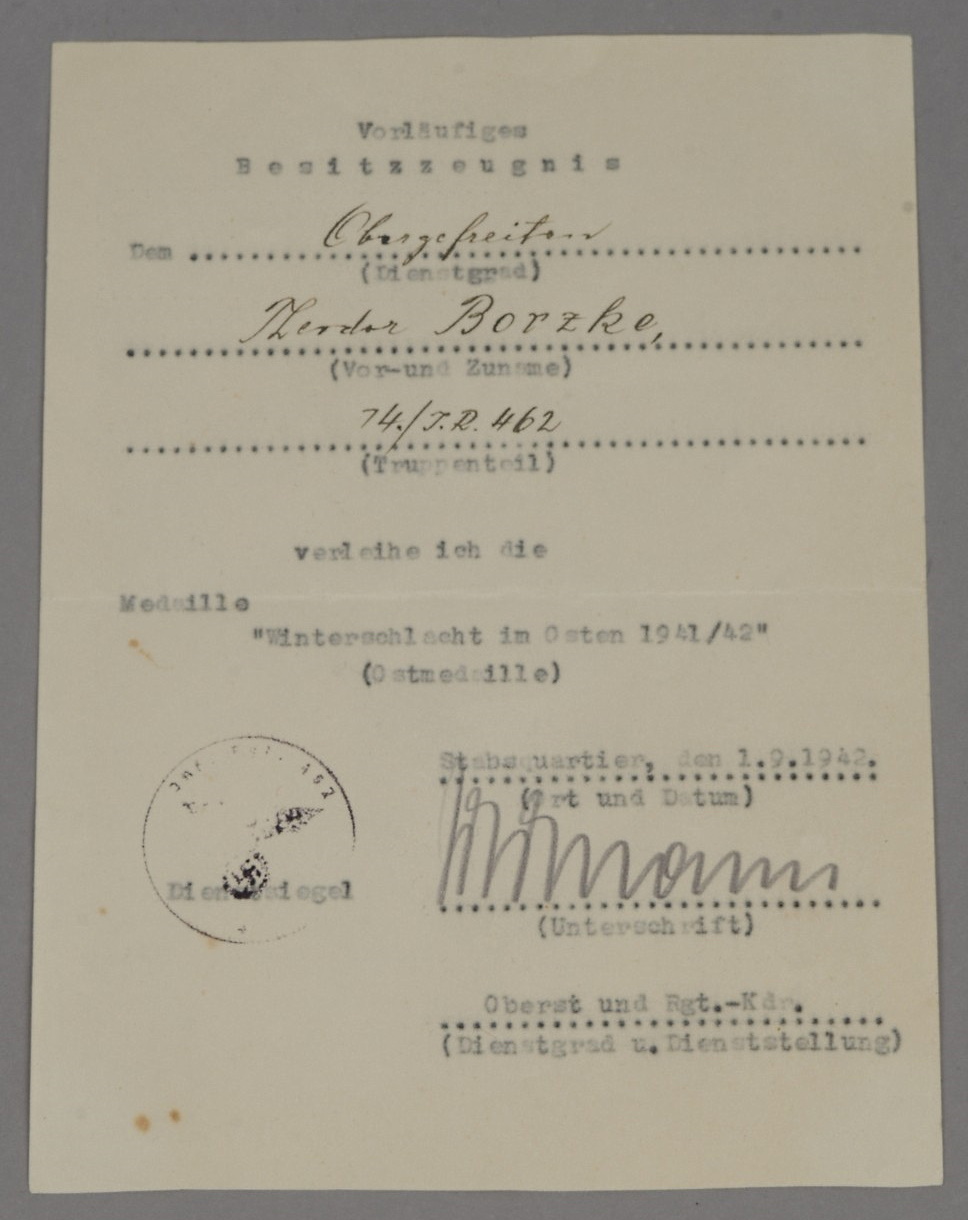 Vorläufiges
Besitzzeugnis
Dem Obergefreiten
(Dienstgrad)
Theodor Borzke,
(Vor-und Zuname)
14./I.R. 462
(Truppenteil)
verleihe ich die
Medaille
"Winterschlacht im Osten 1941/42"
(Ostmedaille)
Stabsquartier, den 1.9.1942.
(Ort und Datum)
462
Dienstsiegel
(Unterschrift)
Oberst und Rgt.-Kdr.
(Dienstgrad u.Dienststellung)